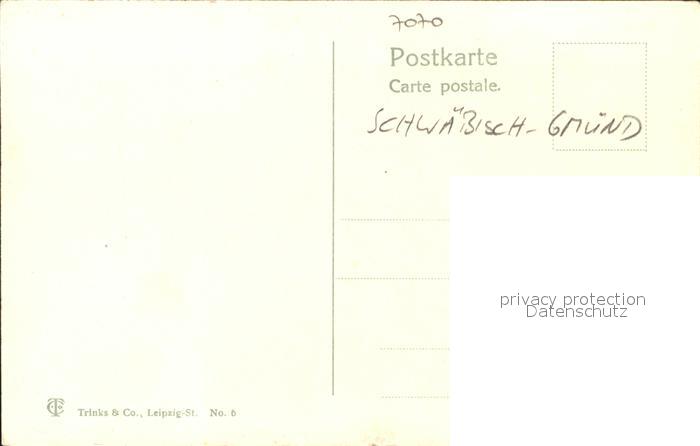 7070
Postkarte
Carte postale.
SCHWÄBISCH-GMÜND
privacy protection
Datenschutz
Trinks & Co., Leipzig-St. No. 6